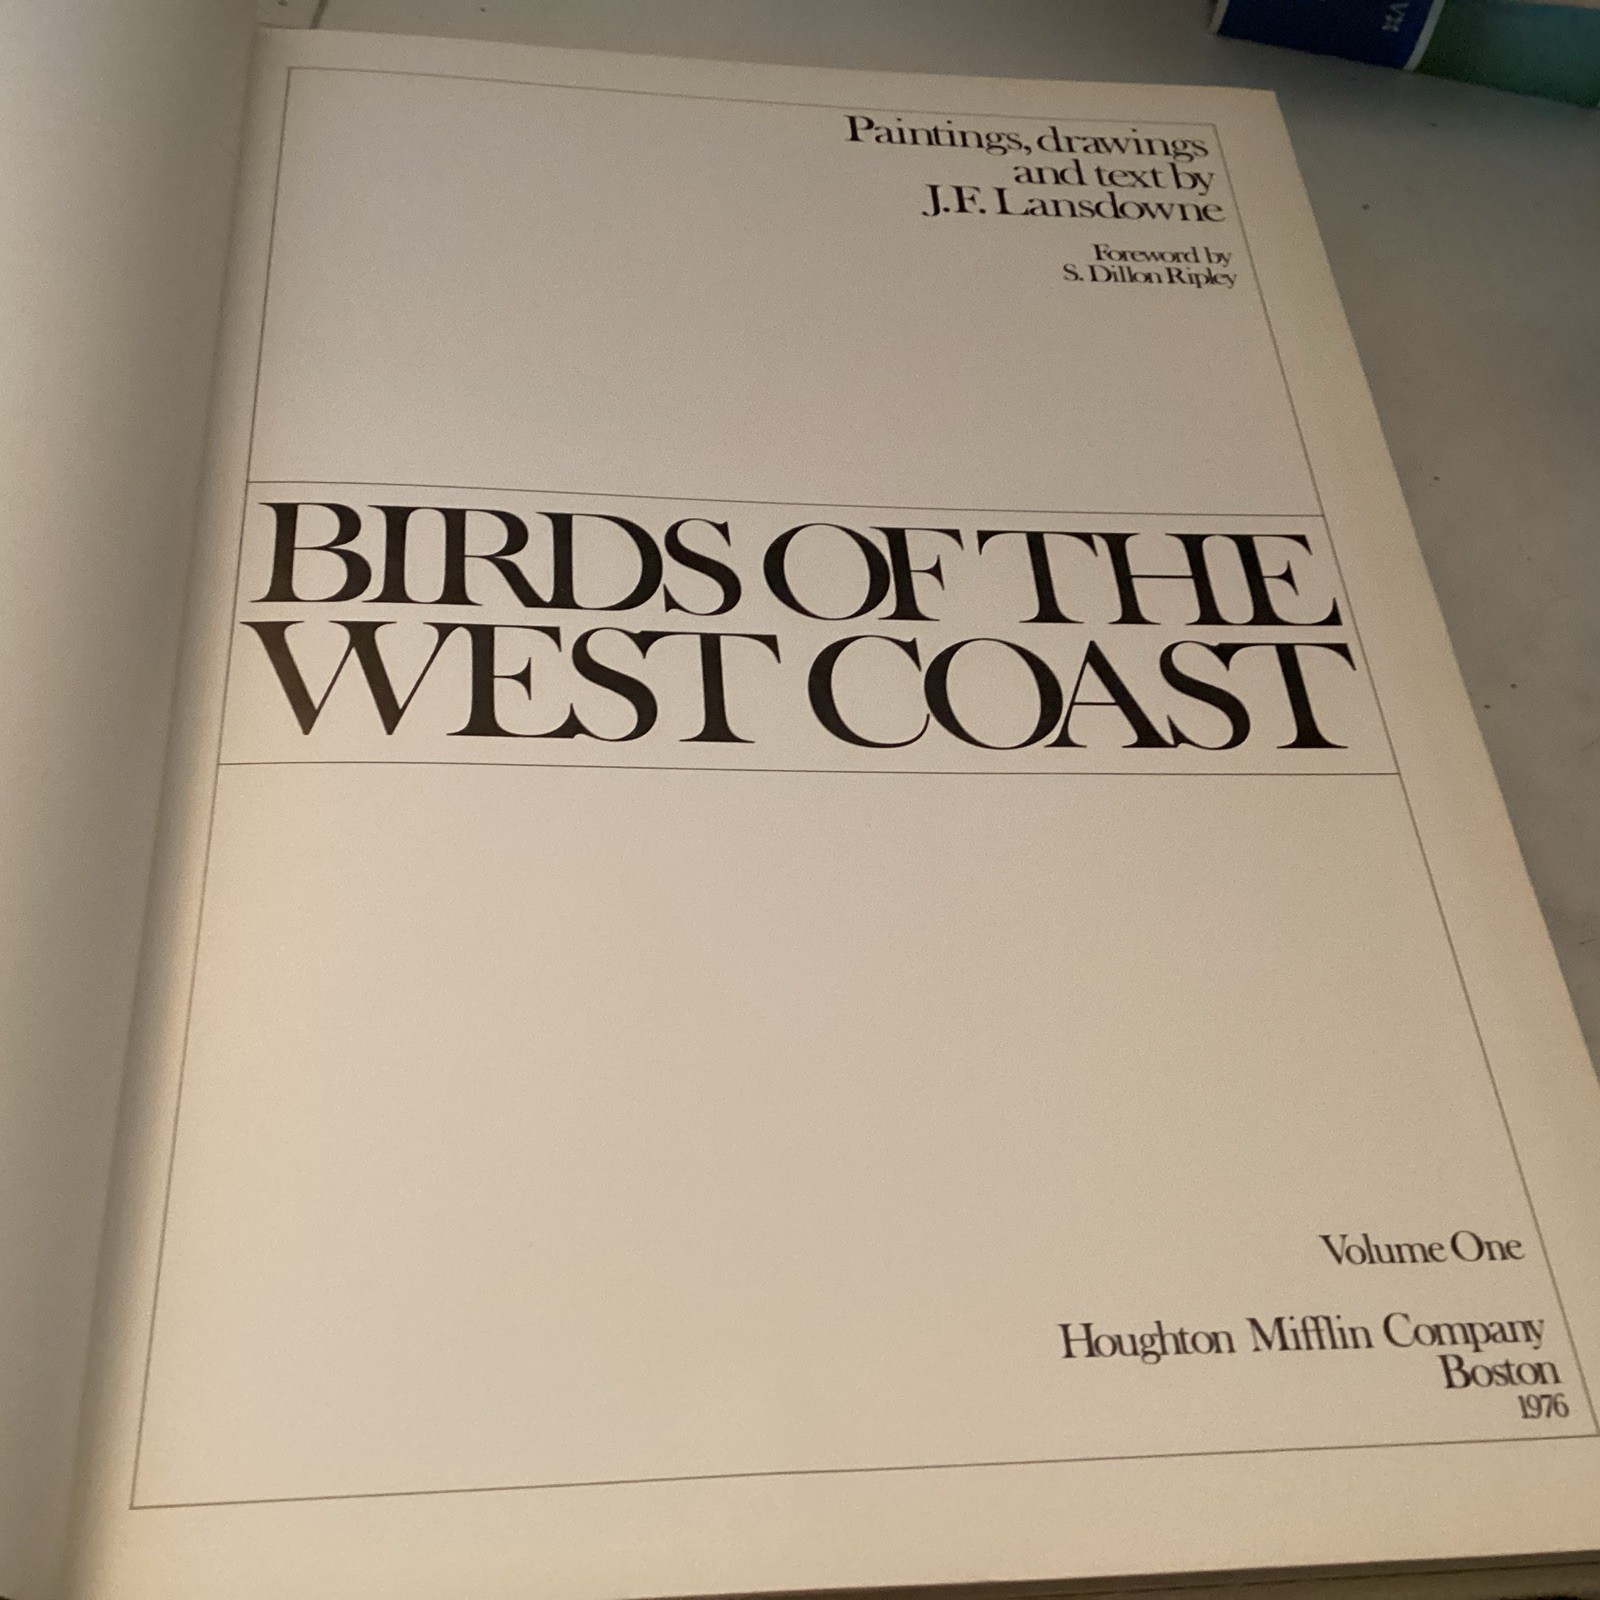 Paintings, drawings
and text by
J.F. Lansdowne
Foreword by
S. Dillon Ripley
BIRDS OF THE
WEST COAST
Volume One
Houghton Mifflin Company
Boston
1976